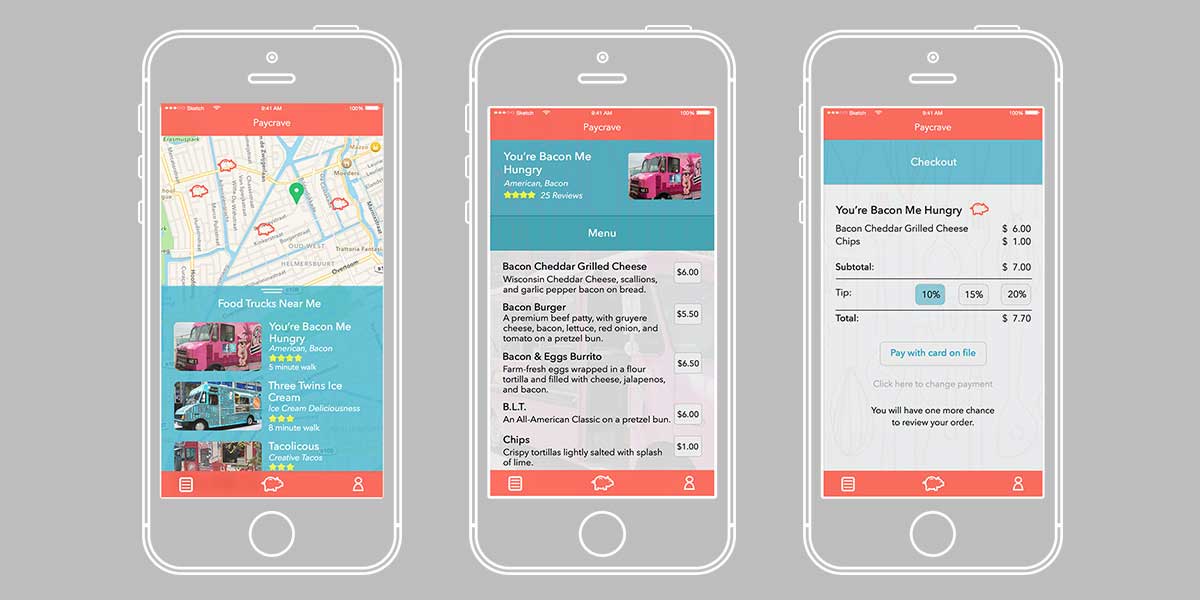 Sketch 9:41 AM 100%
Paycrave
Erasmuspark
Mazzo
Moeders
Kinkerstraat
Borgerstraat
OUD-WEST
HELMERSBUURT
Trattoria Fantasi
Overtoom
Food Trucks Near Me
You're Bacon Me
Hungry
American, Bacon
5 minute walk
Three Twins Ice
Cream
Ice Cream Deliciousness
8 minute walk
Tacolicous
Creative Tacos
Sketch 9:41 AM 100%
Paycrave
You're Bacon Me
Hungry
American, Bacon
25 Reviews
Menu
Bacon Cheddar Grilled Cheese
Wisconsin Cheddar Cheese, scallions,
and garlic pepper bacon on bread.
$6.00
Bacon Burger
A premium beef patty, with gruyere
cheese, bacon, lettuce, red onion, and
tomato on a pretzel bun.
$5.50
Bacon & Eggs Burrito
Farm-fresh eggs wrapped in a flour
tortilla and filled with cheese, jalapenos,
and bacon.
$6.50
B.L.T.
An All-American Classic on a pretzel bun.
$6.00
Chips
Crispy tortillas lightly salted with splash
of lime.
$1.00
Sketch 9:41 AM 100%
Paycrave
Checkout
You're Bacon Me Hungry
Bacon Cheddar Grilled Cheese $ 6.00
Chips $ 1.00
Subtotal: $ 7.00
Tip: 10% 15% 20%
Total: $ 7.70
Pay with card on file
Click here to change payment
You will have one more chance
to review your order.